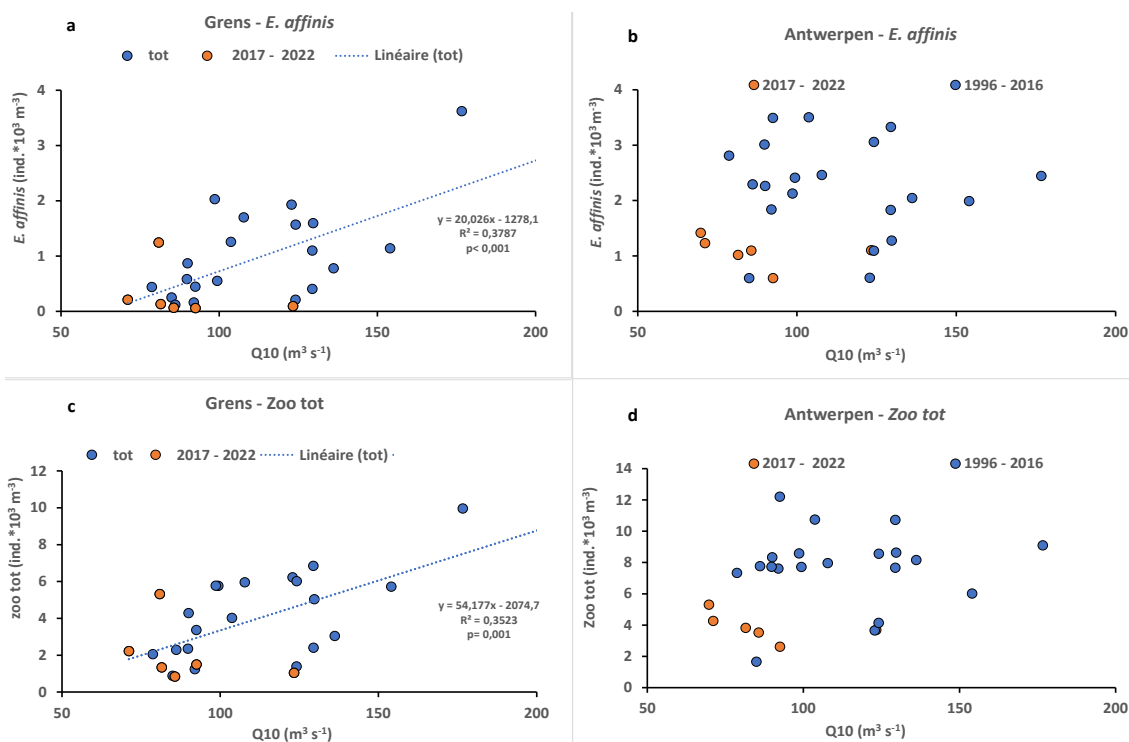 a
Grens - E. affinis
tot 2017 - 2022 Linéaire (tot)
E. affinis (ind.*10³ m⁻³)
4
3
2
1
0
y = 20,026x - 1278,1
R² = 0,3787
p< 0,001
50 100 150 200
Q10 (m³ s⁻¹)
b
Antwerpen - E. affinis
2017 - 2022 1996 - 2016
E. affinis (ind.*10³ m⁻³)
4
3
2
1
0
50 100 150 200
Q10 (m³ s⁻¹)
c
Grens - Zoo tot
tot 2017 - 2022 Linéaire (tot)
zoo tot (ind.*10³ m⁻³)
12
10
8
6
4
2
0
y = 54,177x - 2074,7
R² = 0,3523
p= 0,001
50 100 150 200
Q10 (m³ s⁻¹)
d
Antwerpen - Zoo tot
2017 - 2022 1996 - 2016
Zoo tot (ind.*10³ m⁻³)
14
12
10
8
6
4
2
0
50 100 150 200
Q10 (m³ s⁻¹)